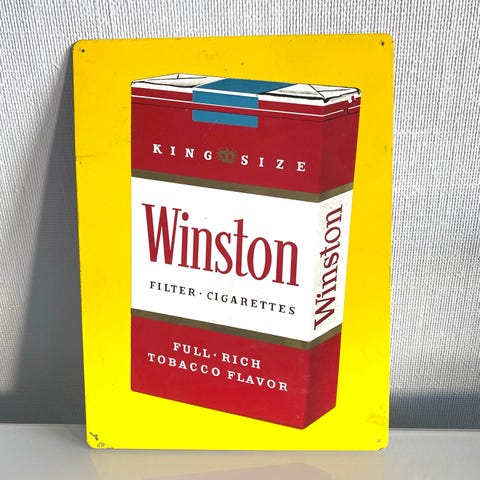 KING SIZE
Winston
FILTER · CIGARETTES
FULL · RICH
TOBACCO FLAVOR
Winston